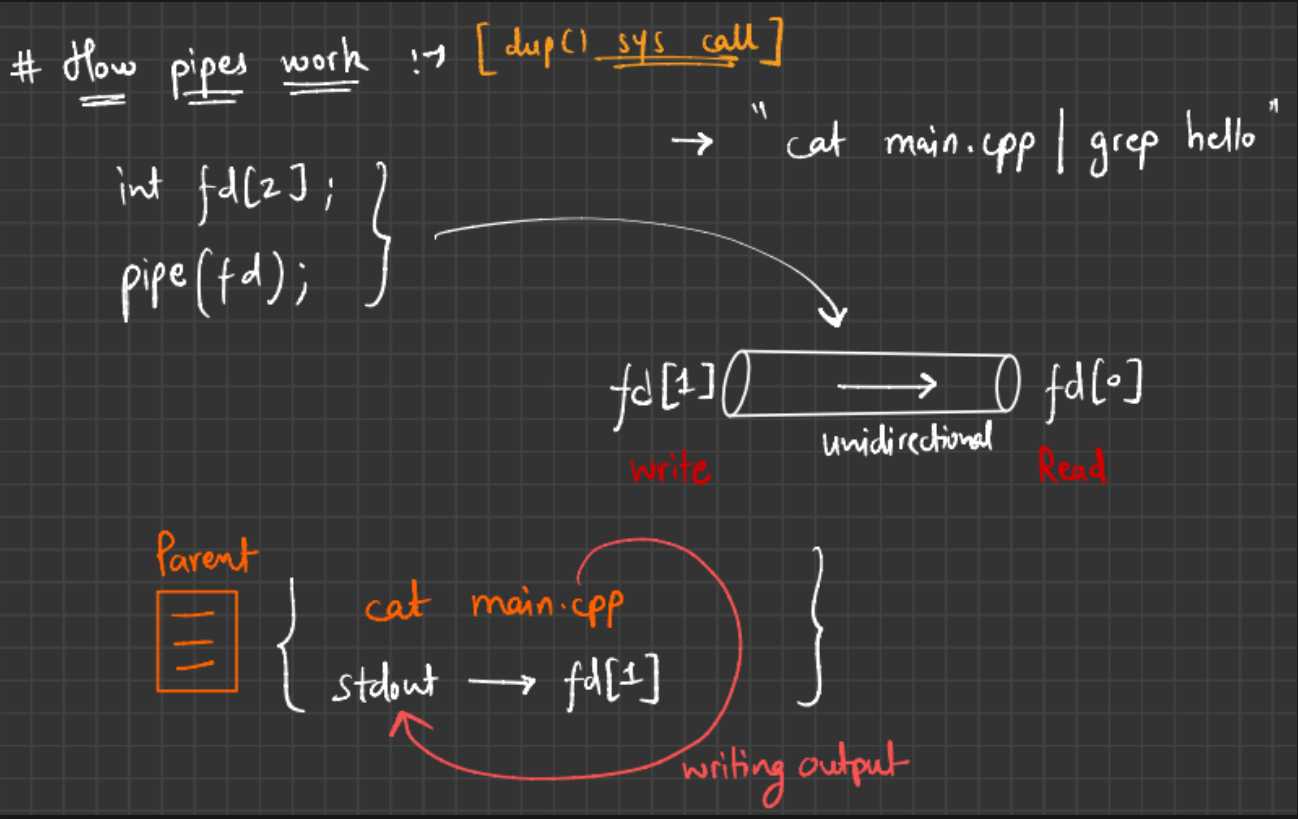 # How pipes work :→ [dup() sys call]
→ "cat main.cpp | grep hello"
int fd[2];
pipe(fd);
fd[1] → fd[0]
unidirectional
write Read
Parent
cat main.cpp
stdout → fd[1]
writing output